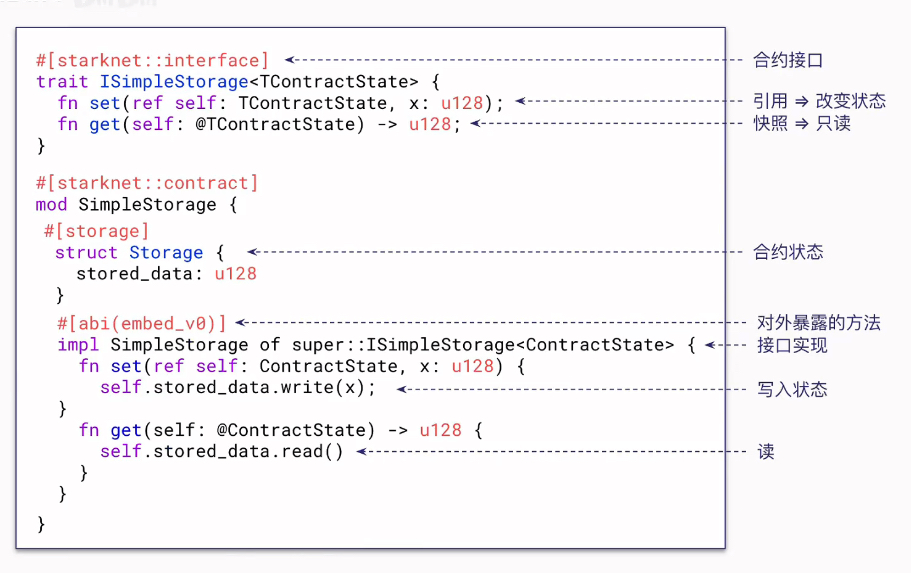 #[starknet::interface] 合约接口
trait ISimpleStorage<TContractState> {
fn set(ref self: TContractState, x: u128); 引用 ⇒ 改变状态
fn get(self: @TContractState) -> u128; 快照 ⇒ 只读
}
#[starknet::contract]
mod SimpleStorage {
#[storage]
struct Storage { 合约状态
stored_data: u128
}
#[abi(embed_v0)] 对外暴露的方法
impl SimpleStorage of super::ISimpleStorage<ContractState> { 接口实现
fn set(ref self: ContractState, x: u128) {
self.stored_data.write(x); 写入状态
}
fn get(self: @ContractState) -> u128 {
self.stored_data.read() 读
}
}
}